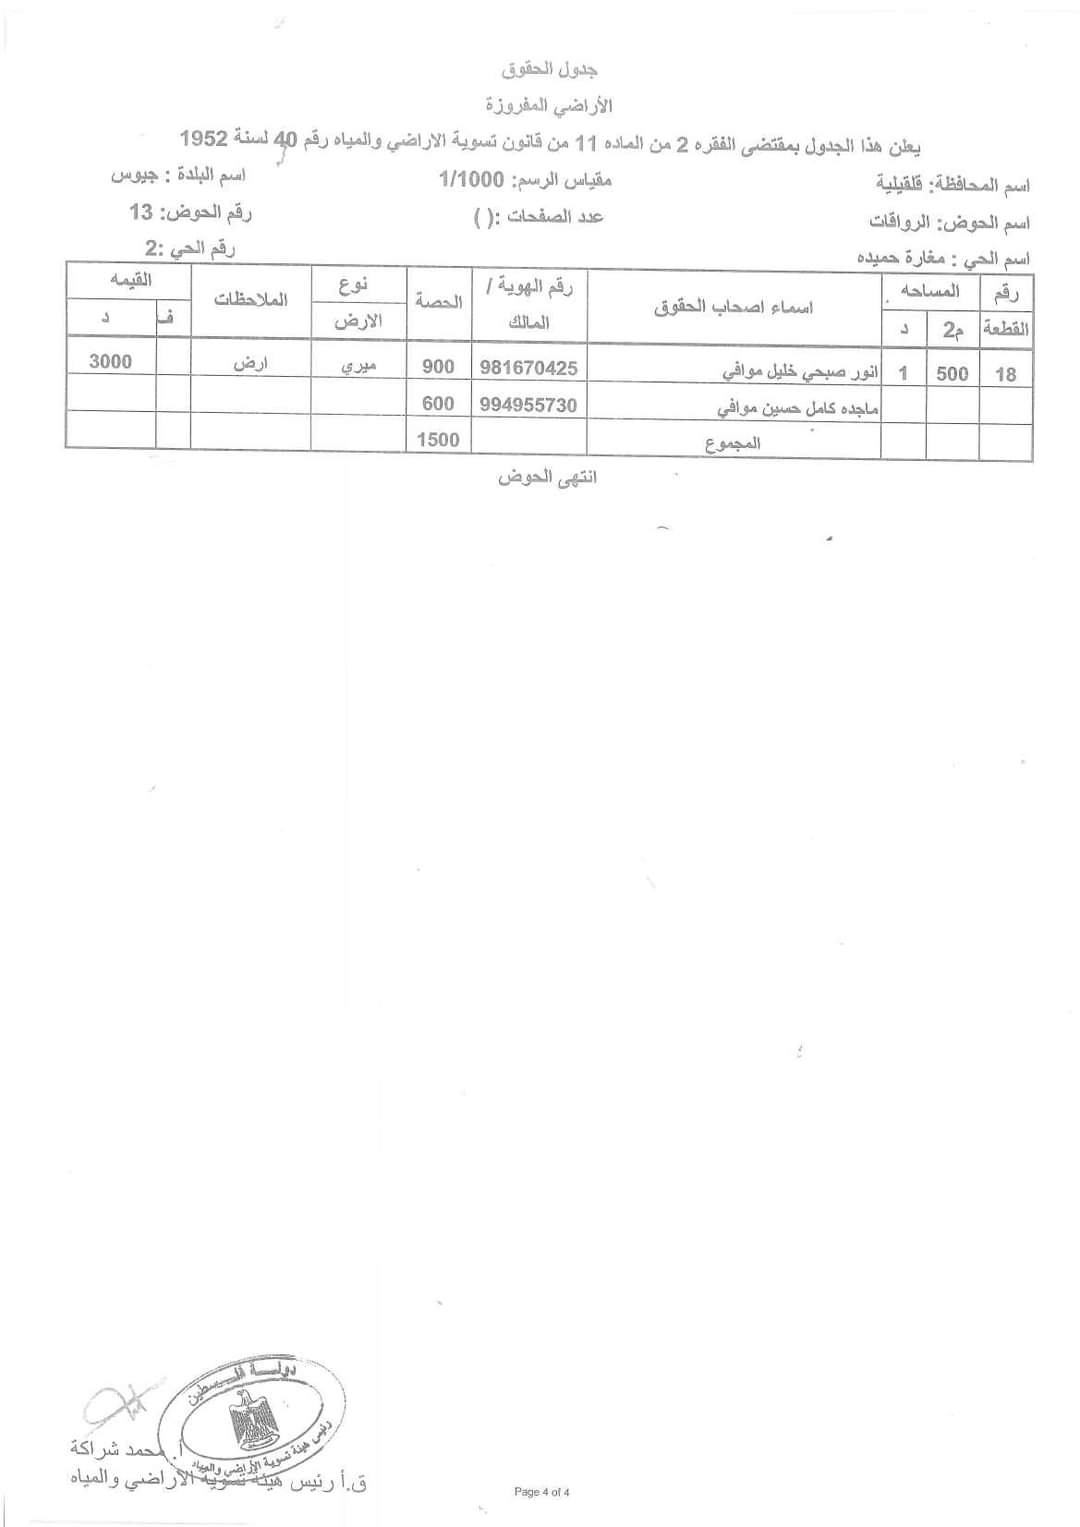 جدول الحقوق
الأراضي المفروزة
يعلن هذا الجدول بمقتضى الفقره 2 من الماده 11 من قانون تسوية الاراضي والمياه رقم 40 لسنة 1952
اسم المحافظة: قلقيلية مقياس الرسم: 1/1000 اسم البلدة : جيوس
اسم الحوض: الرواقات عدد الصفحات :( ) رقم الحوض: 13
اسم الحي : مغارة حميده رقم الحي :2
رقم القطعة المساحه اسماء اصحاب الحقوق رقم الهوية / المالك الحصة نوع الارض الملاحظات القيمه
م2 د ف د
18 500 1 انور صبحي خليل موافي 981670425 900 ميري ارض 3000
ماجده كامل حسين موافي 994955730 600
المجموع 1500
انتهى الحوض
دولة فلسطين
رئيس هيئة تسوية الأراضي والمياه
أ. محمد شراكة
ق.أ رئيس هيئة تسوية الأراضي والمياه
Page 4 of 4